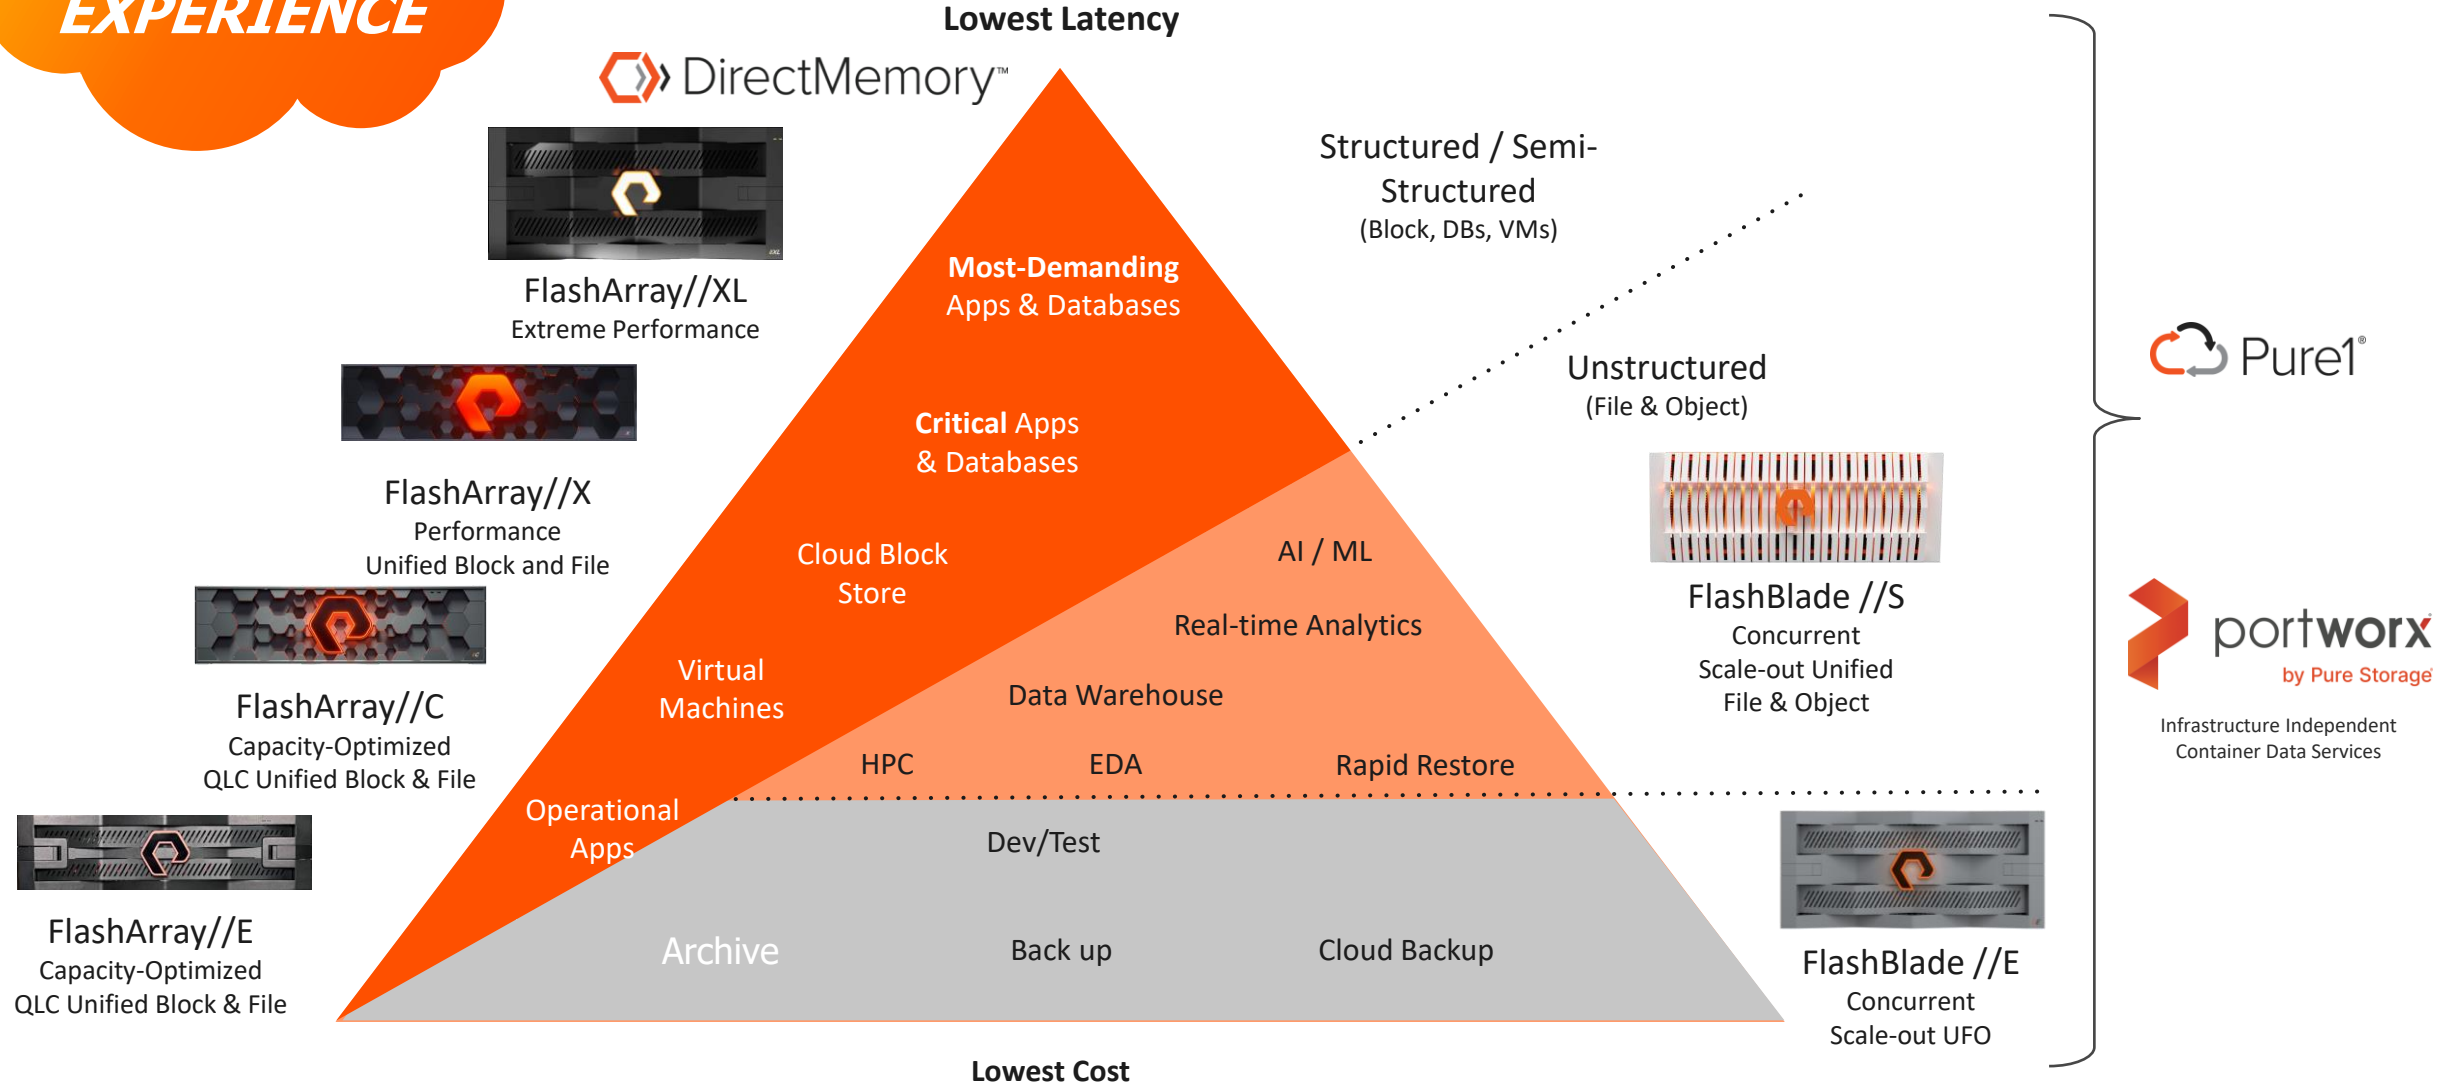 EXPERIENCE
Lowest Latency
DirectMemory™
FlashArray//XL
Extreme Performance
FlashArray//X
Performance
Unified Block and File
FlashArray//C
Capacity-Optimized
QLC Unified Block & File
FlashArray//E
Capacity-Optimized
QLC Unified Block & File
Most-Demanding
Apps & Databases
Critical Apps
& Databases
Cloud Block
Store
Virtual
Machines
Operational
Apps
AI / ML
Real-time Analytics
Data Warehouse
HPC
EDA
Rapid Restore
Dev/Test
Archive
Back up
Cloud Backup
Lowest Cost
Structured / Semi-
Structured
(Block, DBs, VMs)
Unstructured
(File & Object)
FlashBlade //S
Concurrent
Scale-out Unified
File & Object
FlashBlade //E
Concurrent
Scale-out UFO
Pure1®
portworx
by Pure Storage
Infrastructure Independent
Container Data Services